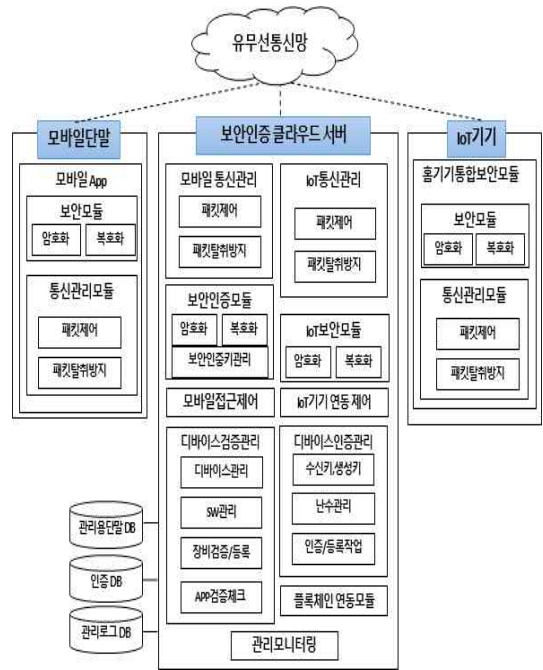 유무선통신망
모바일단말
모바일 App
보안모듈
암호화
복호화
통신관리모듈
패킷제어
패킷탈취방지
보안인증 클라우드 서버
모바일 통신관리
패킷제어
패킷탈취방지
IoT통신관리
패킷제어
패킷탈취방지
보안인증모듈
암호화
복호화
보안인증키관리
IoT보안모듈
암호화
복호화
모바일접근제어
IoT기기 연동 제어
디바이스검증관리
디바이스관리
SW관리
장비검증/등록
APP검증체크
디바이스인증관리
수신키,생성키
난수관리
인증/등록작업
플록체인 연동모듈
관리모니터링
관리용단말 DB
인증 DB
관리로그 DB
IoT기기
홈기기통합보안모듈
보안모듈
암호화
복호화
통신관리모듈
패킷제어
패킷탈취방지